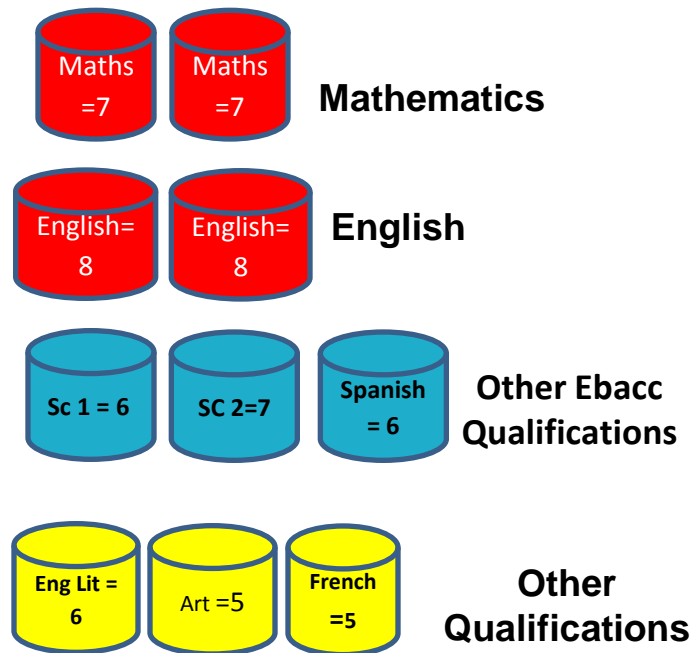 Maths
=7
Maths
=7
Mathematics
English=
8
English=
8
English
Sc 1 = 6
SC 2=7
Spanish
= 6
Other Ebacc
Qualifications
Eng Lit =
6
Art =5
French
=5
Other
Qualifications